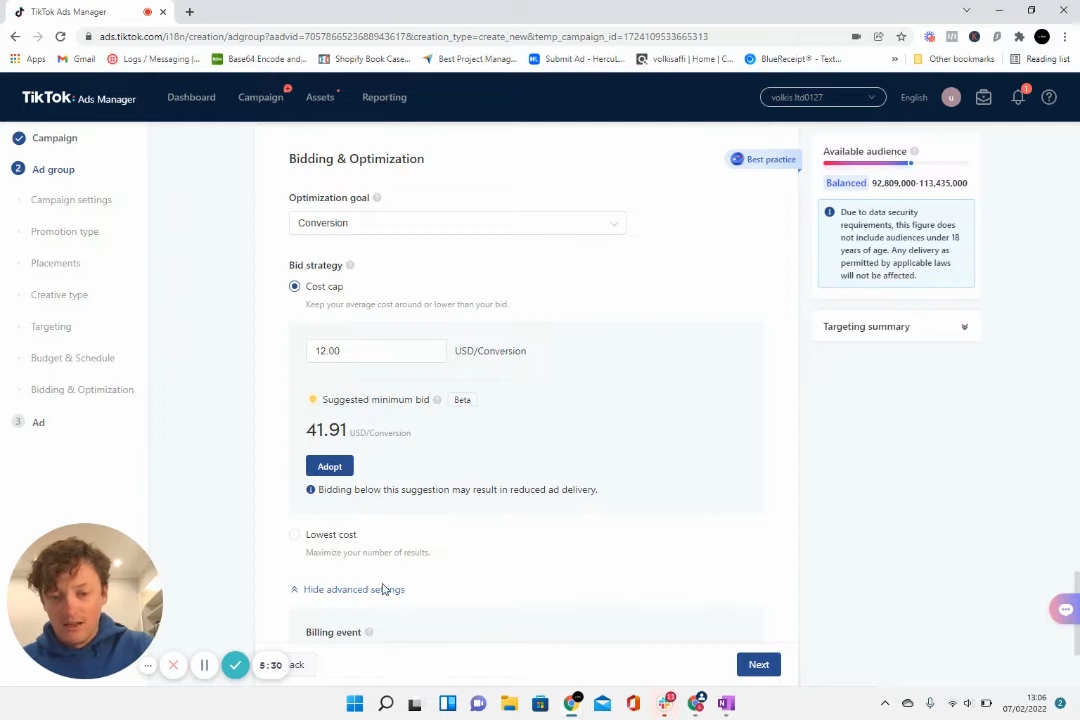 TikTok Ads Manager
ads.tiktok.com/i18n/creation/adgroup?aadvid=7057866523688943617&creation_type=create_new&temp_campaign_id=1724109533665313
Apps
Gmail
Logs / Messaging |...
Base64 Encode and...
Shopify Book Case...
Best Project Manag...
Submit Ad - HercuL...
volkisaffi | Home | C...
BlueReceipt® - Text...
»
Other bookmarks
Reading list
TikTok: Ads Manager
Dashboard
Campaign
Assets
Reporting
volkis ltd0127
English
u
1
Campaign
2 Ad group
Campaign settings
Promotion type
Placements
Creative type
Targeting
Budget & Schedule
Bidding & Optimization
3 Ad
Bidding & Optimization
Best practice
Optimization goal
Conversion
Bid strategy
Cost cap
Keep your average cost around or lower than your bid.
12.00 USD/Conversion
Suggested minimum bid Beta
41.91 USD/Conversion
Adopt
Bidding below this suggestion may result in reduced ad delivery.
Lowest cost
Maximize your number of results.
Hide advanced settings
Billing event
ack
Next
Available audience
Balanced 92,809,000-113,435,000
Due to data security
requirements, this figure does
not include audiences under 18
years of age. Any delivery as
permitted by applicable laws
will not be affected.
Targeting summary
5:30
13:06
07/02/2022
2